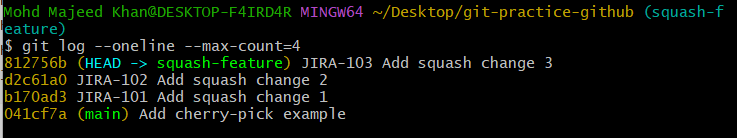 Mohd Majeed Khan@DESKTOP-F4IRD4R MINGW64 ~/Desktop/git-practice-github (squash-f
eature)
$ git log --oneline --max-count=4
812756b (HEAD -> squash-feature) JIRA-103 Add squash change 3
d2c61a0 JIRA-102 Add squash change 2
b170ad3 JIRA-101 Add squash change 1
041cf7a (main) Add cherry-pick example